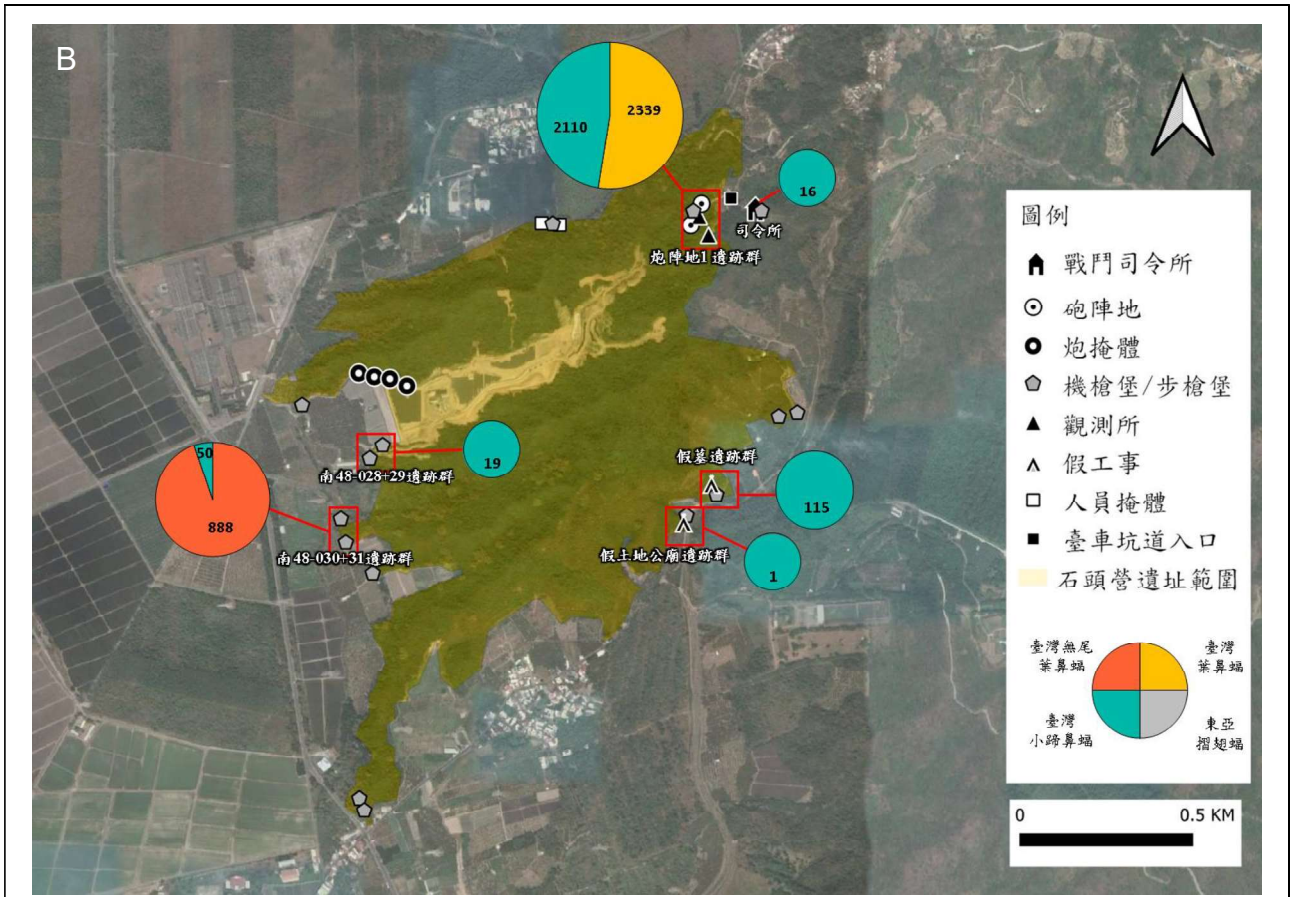 B
2339
2110
16
司令所
炮陣地1 遺跡群
19
南48-028+29遺跡群
50
888
南48-030+31遺跡群
假墓遺跡群
115
假土地公廟遺跡群
1
圖例
戰鬥司令所
砲陣地
炮掩體
機槍堡/步槍堡
觀測所
假工事
人員掩體
臺車坑道入口
石頭營遺址範圍
臺灣無尾
葉鼻蝠
臺灣
葉鼻蝠
臺灣
小蹄鼻蝠
東亞
摺翅蝠
0 0.5 KM